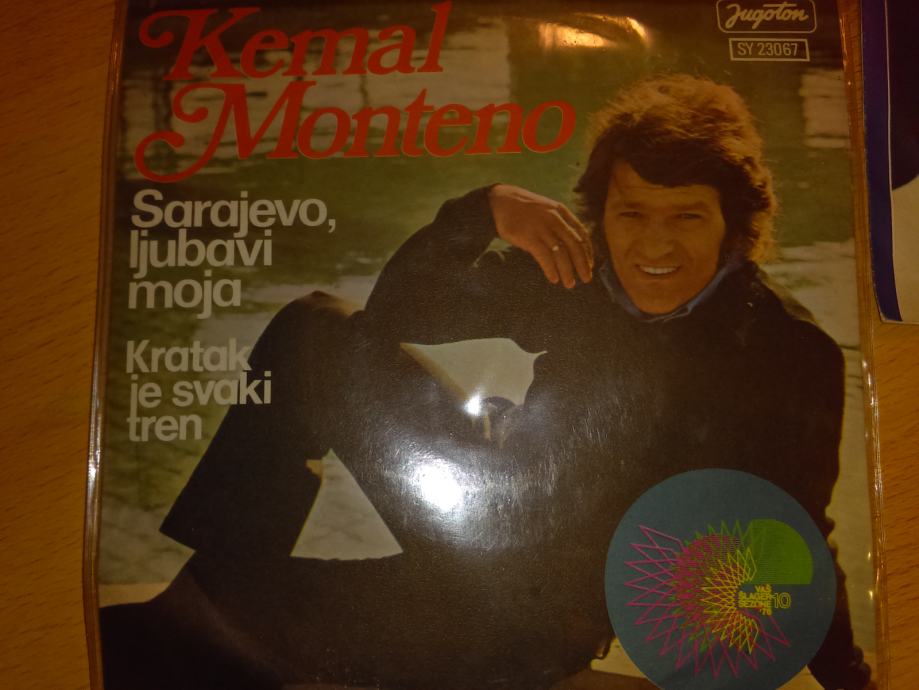 Jugoton
SY 23067
Kemal
Monteno
Sarajevo,
ljubavi
moja
Kratak
je svaki
tren
VAŠ
ŠLAGER
SEZONE 10
'76